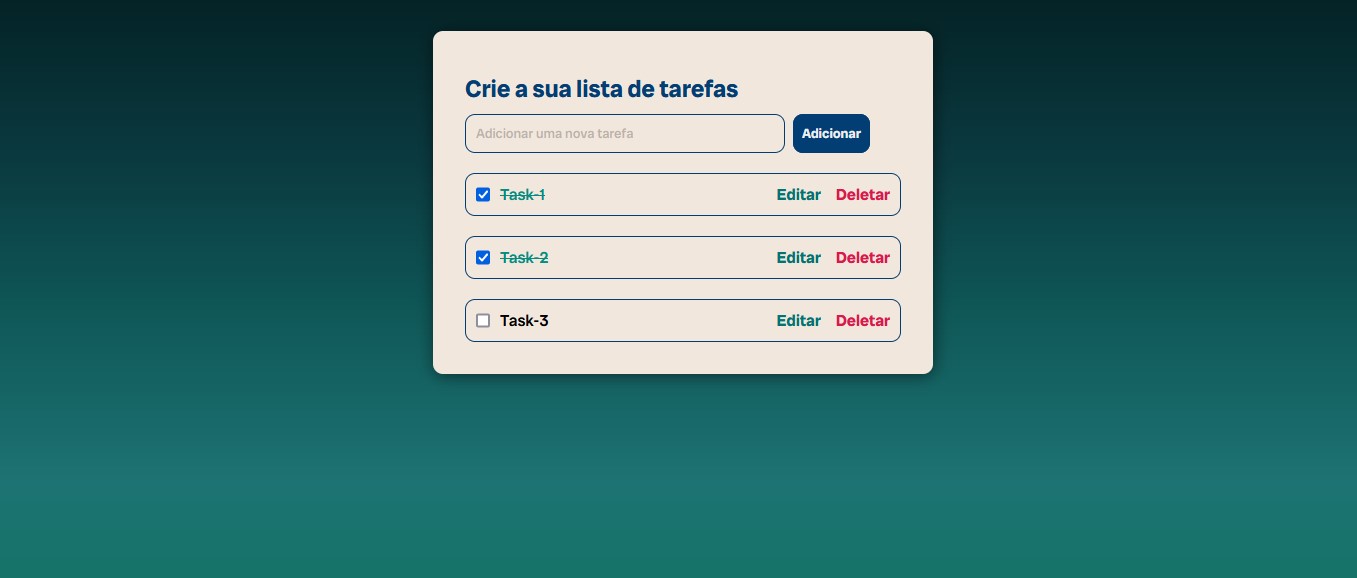 Crie a sua lista de tarefas
Adicionar uma nova tarefa Adicionar
Task-1 Editar Deletar
Task-2 Editar Deletar
Task-3 Editar Deletar